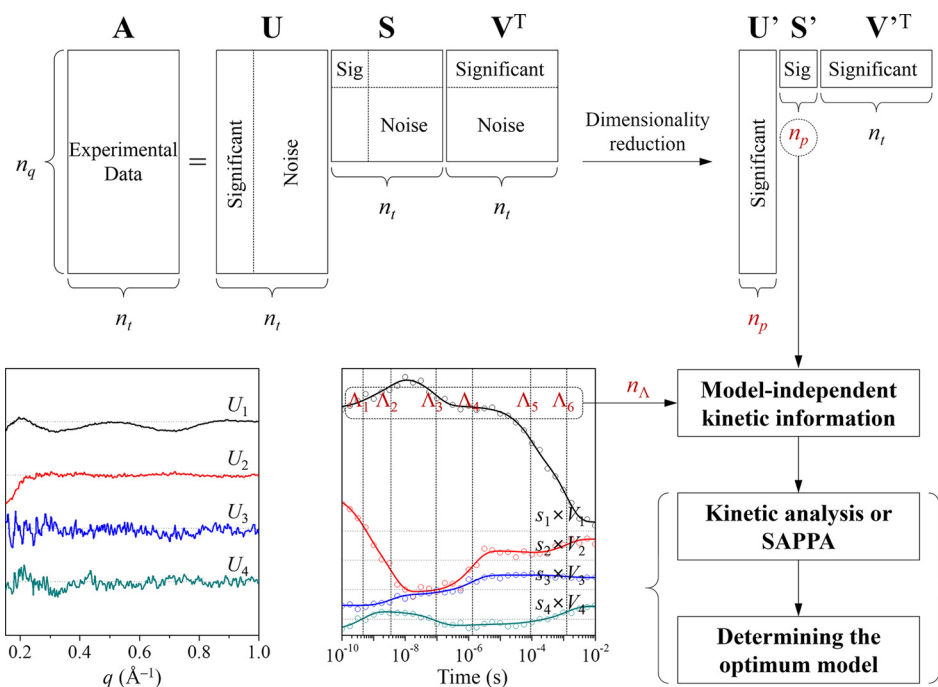 A U S V^T U' S' V'^T
Sig Significant Sig Significant
Noise Noise
n_q Experimental Data = Significant Noise
Dimensionality reduction
n_p n_t
Significant
n_t n_t
n_t n_t n_p
U_1
U_2
U_3
U_4
0.2 0.4 0.6 0.8 1.0
q (Å⁻¹)
Λ_1 Λ_2 Λ_3 Λ_4 Λ_5 Λ_6
s_1×V_1
s_2×V_2
s_3×V_3
s_4×V_4
10⁻¹⁰ 10⁻⁸ 10⁻⁶ 10⁻⁴ 10⁻²
Time (s)
n_Λ
Model-independent
kinetic information
Kinetic analysis or
SAPPA
Determining the
optimum model